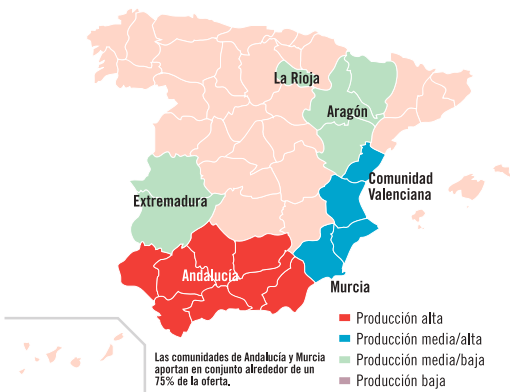 La Rioja
Aragón
Comunidad
Valenciana
Extremadura
Andalucía
Murcia
Producción alta
Producción media/alta
Producción media/baja
Producción baja
Las comunidades de Andalucía y Murcia
aportan en conjunto alrededor de un
75% de la oferta.